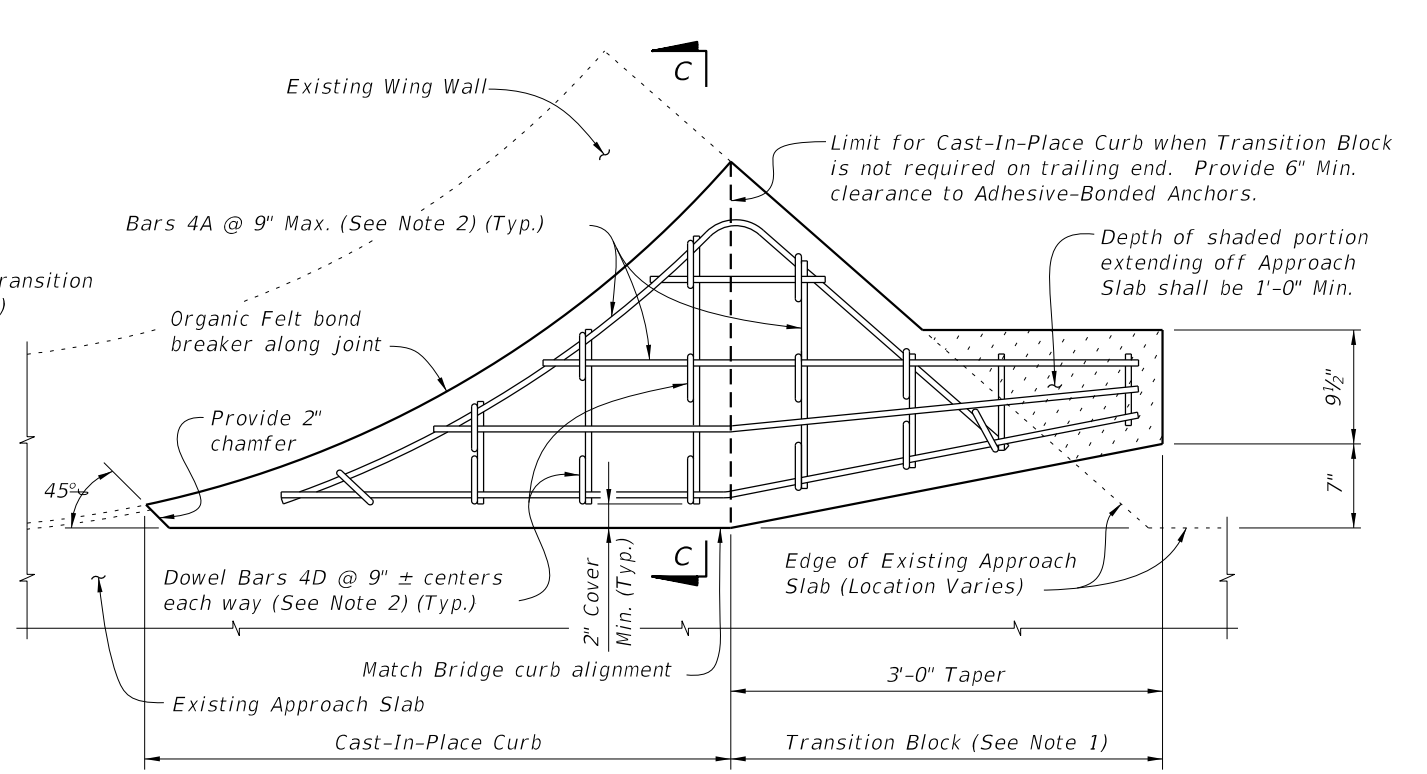 C
Existing Wing Wall
Limit for Cast-In-Place Curb when Transition Block
is not required on trailing end. Provide 6" Min.
clearance to Adhesive-Bonded Anchors.
Bars 4A @ 9" Max. (See Note 2) (Typ.)
Depth of shaded portion
extending off Approach
Slab shall be 1'-0" Min.
ransition
)
Organic Felt bond
breaker along joint
9½"
Provide 2"
chamfer
45°
7"
C
Edge of Existing Approach
Slab (Location Varies)
Dowel Bars 4D @ 9" ± centers
each way (See Note 2) (Typ.)
2" Cover
Min. (Typ.)
Match Bridge curb alignment
3'-0" Taper
Existing Approach Slab
Cast-In-Place Curb
Transition Block (See Note 1)